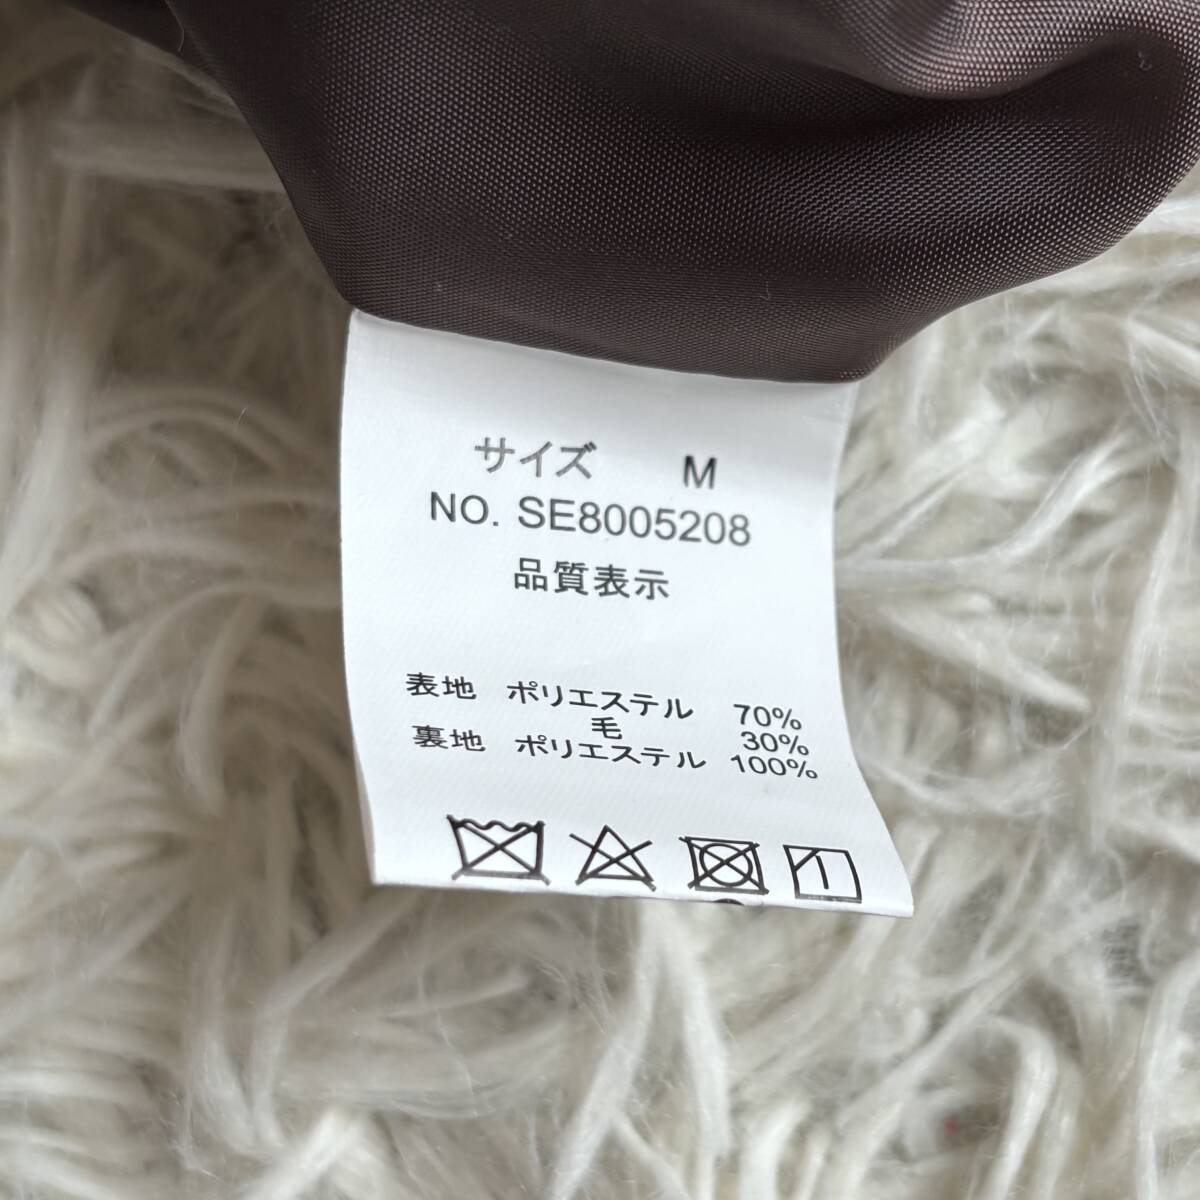 サイズ M
NO. SE8005208
品質表示
表地 ポリエステル 70%
毛 30%
裏地 ポリエステル 100%